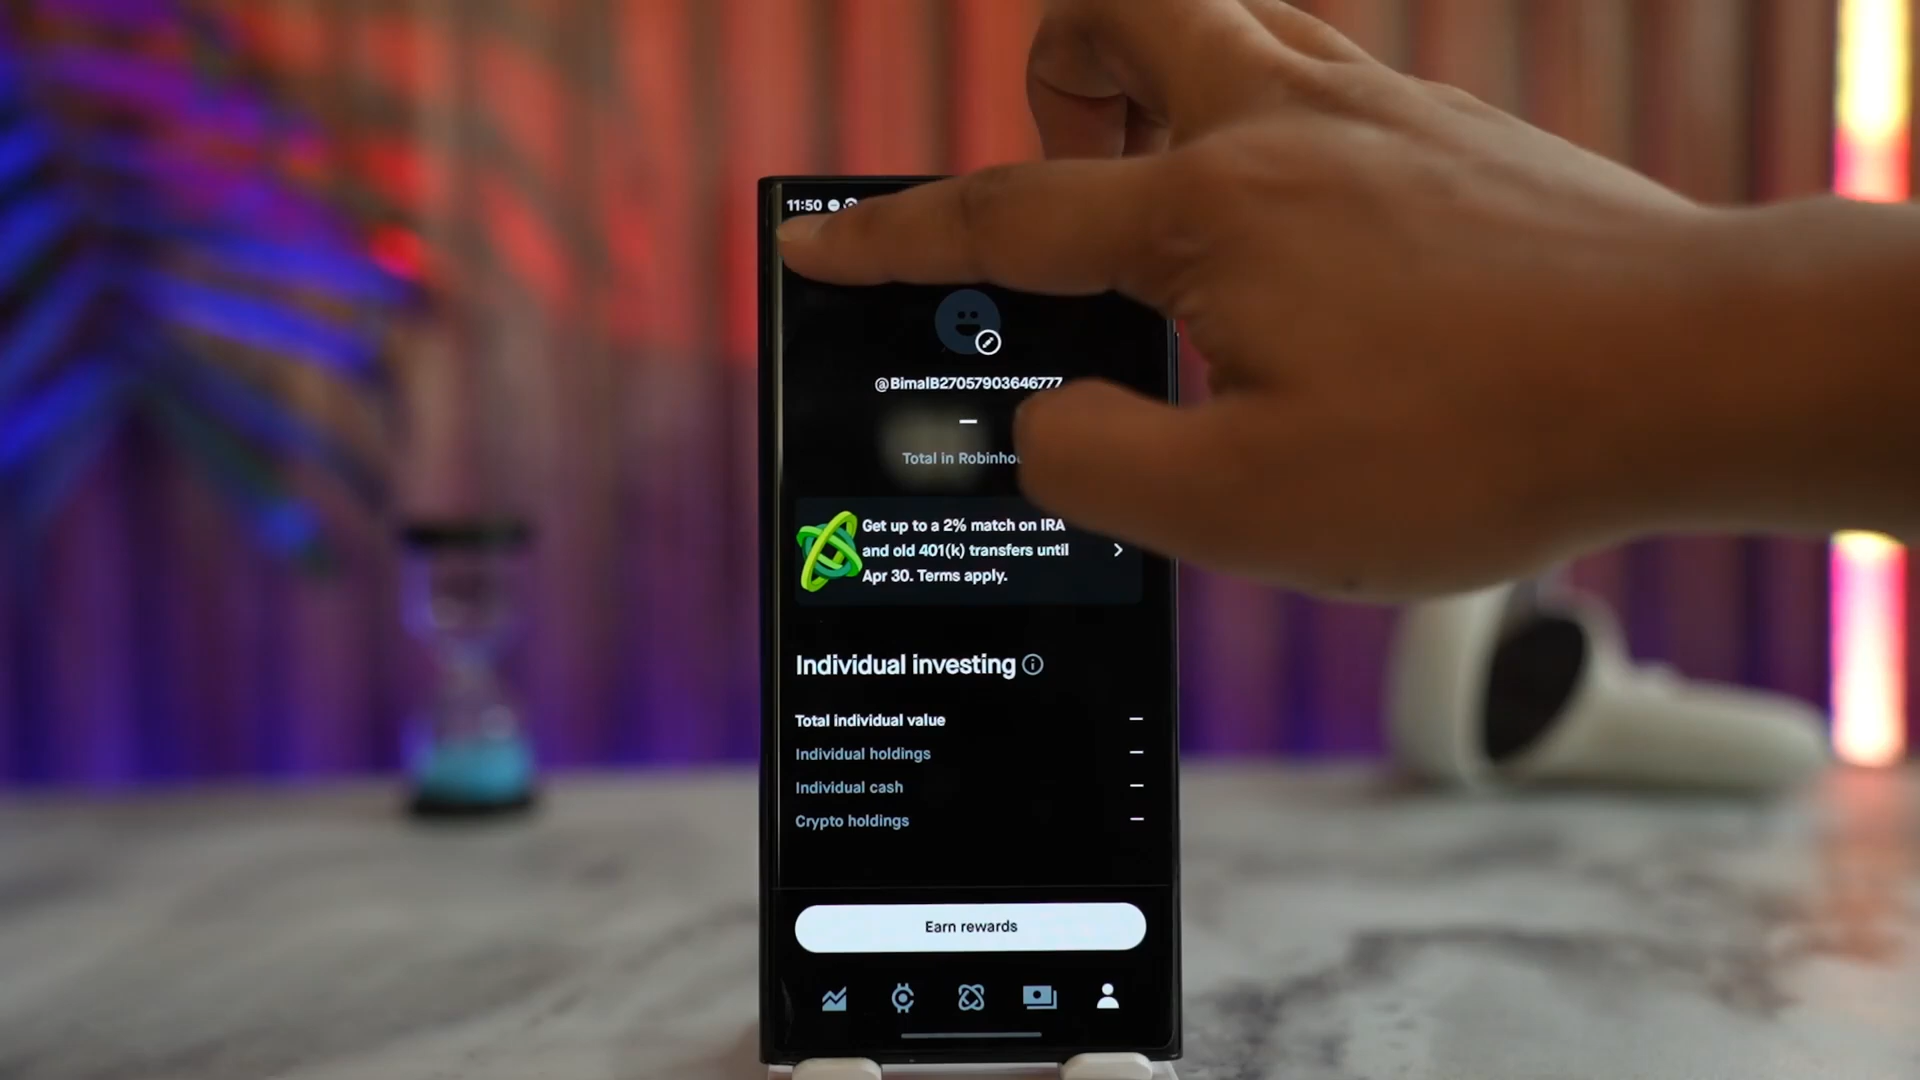 11:50
@BimalB27057903646777
Total in
Get up to a 2% match on IRA
and old 401(k) transfers until
Apr 30. Terms apply.
Individual investing
Total individual value —
Individual holdings —
Individual cash —
Crypto holdings —
Earn rewards